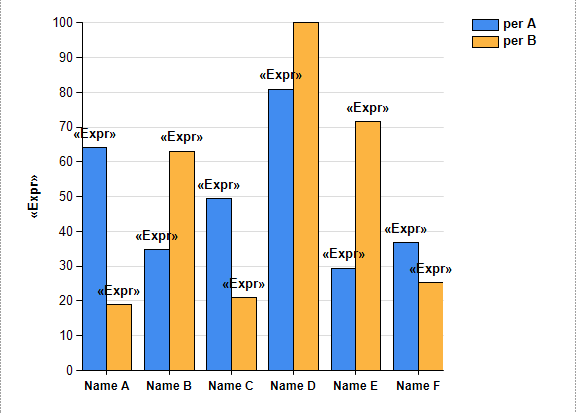 per A
per B
100
90
80
70
60
50
40
30
20
10
0
«Expr»
«Expr»
«Expr»
«Expr»
«Expr»
«Expr»
«Expr»
«Expr»
«Expr»
«Expr»
«Expr»
«Expr»
Name A Name B Name C Name D Name E Name F